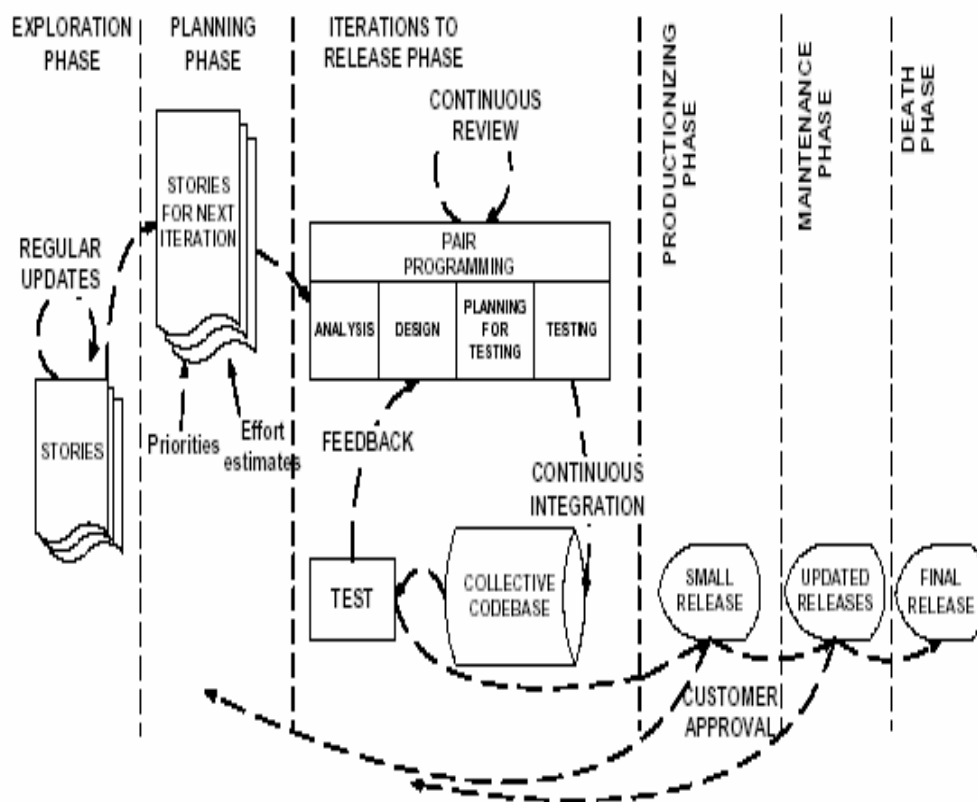 EXPLORATION
PHASE
PLANNING
PHASE
ITERATIONS TO
RELEASE PHASE
PRODUCTIONIZING
PHASE
MAINTENANCE
PHASE
DEATH
PHASE
CONTINUOUS
REVIEW
REGULAR
UPDATES
STORIES
FOR NEXT
ITERATION
PAIR
PROGRAMMING
ANALYSIS
DESIGN
PLANNING
FOR
TESTING
TESTING
STORIES
Priorities
Effort
estimates
FEEDBACK
CONTINUOUS
INTEGRATION
TEST
COLLECTIVE
CODEBASE
SMALL
RELEASE
UPDATED
RELEASES
FINAL
RELEASE
CUSTOMER
APPROVAL